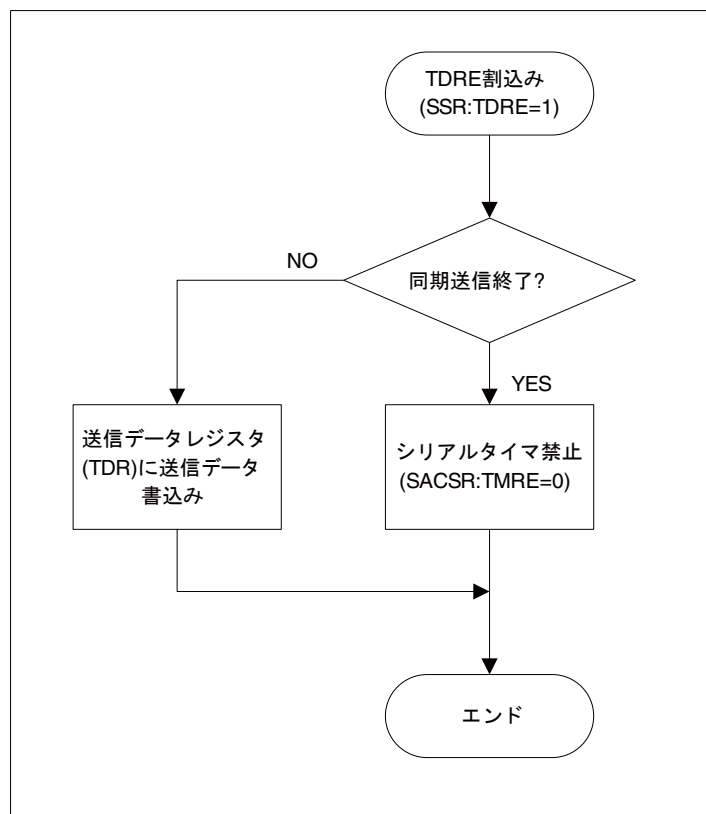 TDRE割込み
(SSR:TDRE=1)
同期送信終了?
NO
YES
送信データレジスタ
(TDR)に送信データ
書込み
シリアルタイマ禁止
(SACSR:TMRE=0)
エンド